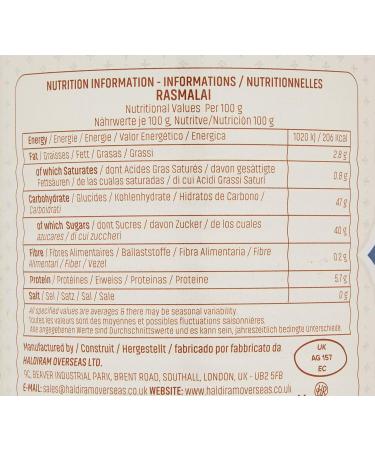 NUTRITION INFORMATION - INFORMATIONS / NUTRITIONNELLES
RASMALAI
Nutritional Values Per 100 g
Nährwerte je 100 g, Nutritve/Nutrición 100 g
Energy / Energie / Energie / Valor Energético / Energica 1020 kJ / 206 Kcal
Fat / Graisses / Fett / Grasas / Grassi 2.8 g
of which Saturates / dont Acides Gras Saturés / davon gesättigte
Fettsäuren / de las cualas saturadas / di cui Acidi Grassi Saturi 0.8 g
Carbohydrate / Glucides / Kohlenhydrate / Hidratos de Carbono /
Carboidrati 47 g
of which Sugars / dont Sucres / davon Zucker / de los cuales
azucares / di cui zuccheri 40 g
Fibre / Fibres Alimentaires / Ballaststoffe / Fibra Alimentaria / Fibre
Alimentari / Fiber / Vezel 0.2 g
Protein / Protéines / Eiweiss / Proteinas / Proteine 5.7 g
Salt / Sel / Satz / Sal / Sale 0 g
All specified values are averages & there may be seasonal variability.
toutes les valeurs sont des moyennes et possibles fluctuations saisonnières.
Alle angegebenen Werte sind Durchschnittswerte und es kann sein, jahreszeitlich bedingte unterschiede.
Manufactured by / Construit / Hergestellt / fabricado por fabbricato da
HALDIRAM OVERSEAS LTD.
9C, BEAVER INDUSTRIAL PARK, BRENT ROAD, SOUTHALL, LONDON, UK - UB2 5FB
E-MAIL: sales@haldiramoverseas.co.uk WEBSITE: www.haldiramoverseas.co.uk
UK
AG 157
EC